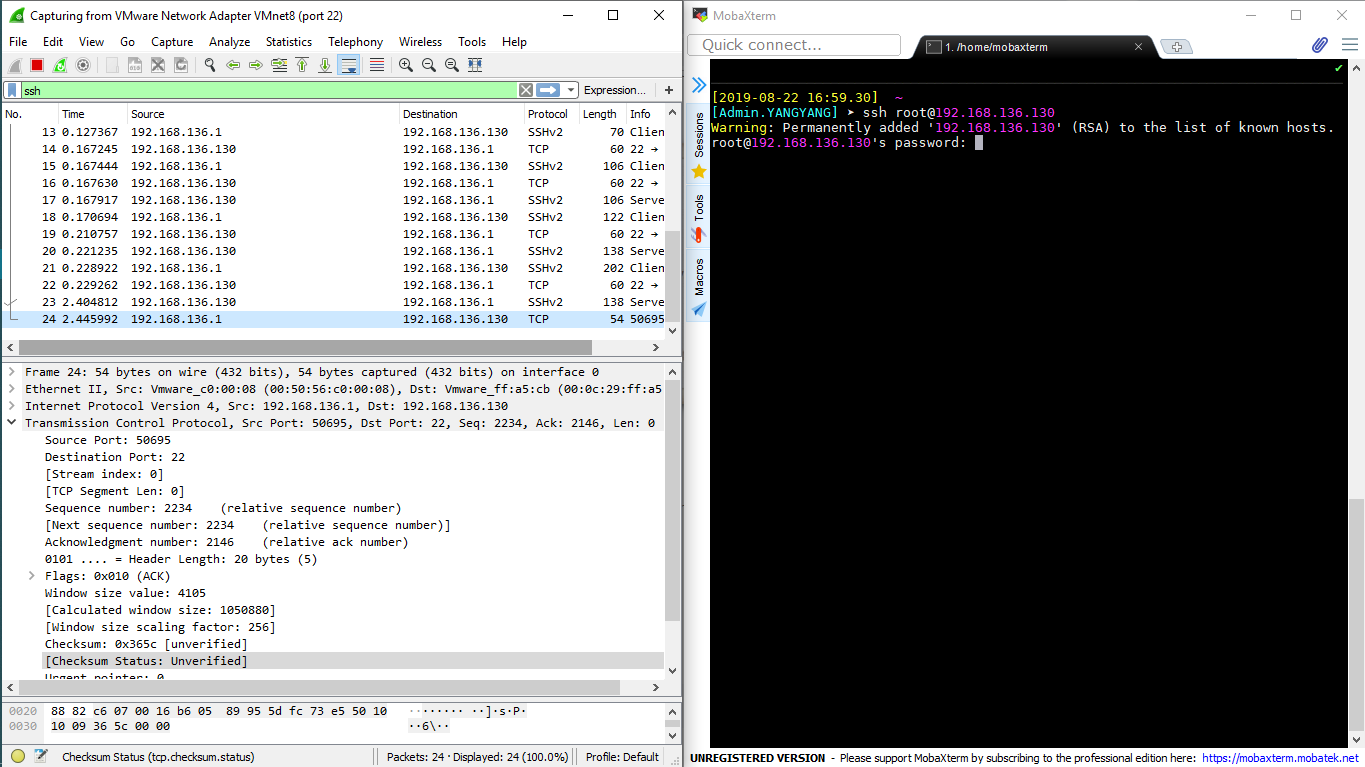 Capturing from VMware Network Adapter VMnet8 (port 22)
File Edit View Go Capture Analyze Statistics Telephony Wireless Tools Help
ssh
Expression...
No. Time Source Destination Protocol Length Info
13 0.127367 192.168.136.1 192.168.136.130 SSHv2 70 Clien
14 0.167245 192.168.136.130 192.168.136.1 TCP 60 22 →
15 0.167444 192.168.136.1 192.168.136.130 SSHv2 106 Clien
16 0.167630 192.168.136.130 192.168.136.1 TCP 60 22 →
17 0.167917 192.168.136.130 192.168.136.1 SSHv2 106 Serve
18 0.170694 192.168.136.1 192.168.136.130 SSHv2 122 Clien
19 0.210757 192.168.136.130 192.168.136.1 TCP 60 22 →
20 0.221235 192.168.136.130 192.168.136.1 SSHv2 138 Serve
21 0.228922 192.168.136.1 192.168.136.130 SSHv2 202 Clien
22 0.229262 192.168.136.130 192.168.136.1 TCP 60 22 →
23 2.404812 192.168.136.130 192.168.136.1 SSHv2 138 Serve
24 2.445992 192.168.136.1 192.168.136.130 TCP 54 50695
Frame 24: 54 bytes on wire (432 bits), 54 bytes captured (432 bits) on interface 0
Ethernet II, Src: Vmware_c0:00:08 (00:50:56:c0:00:08), Dst: Vmware_ff:a5:cb (00:0c:29:ff:a5
Internet Protocol Version 4, Src: 192.168.136.1, Dst: 192.168.136.130
Transmission Control Protocol, Src Port: 50695, Dst Port: 22, Seq: 2234, Ack: 2146, Len: 0
Source Port: 50695
Destination Port: 22
[Stream index: 0]
[TCP Segment Len: 0]
Sequence number: 2234 (relative sequence number)
[Next sequence number: 2234 (relative sequence number)]
Acknowledgment number: 2146 (relative ack number)
0101 .... = Header Length: 20 bytes (5)
Flags: 0x010 (ACK)
Window size value: 4105
[Calculated window size: 1050880]
[Window size scaling factor: 256]
Checksum: 0x365c [unverified]
[Checksum Status: Unverified]
Urgent pointer: 0
0020 88 82 c6 07 00 16 b6 05 89 95 5d fc 73 e5 50 10 ········ ··]·s·P·
0030 10 09 36 5c 00 00 ··6\··
Checksum Status (tcp.checksum.status)
Packets: 24 · Displayed: 24 (100.0%)
Profile: Default
MobaXterm
Quick connect...
1. /home/mobaxterm
Sessions
Tools
Macros
[2019-08-22 16:59.30] ~
[Admin.YANGYANG] ➤ ssh root@192.168.136.130
Warning: Permanently added '192.168.136.130' (RSA) to the list of known hosts.
root@192.168.136.130's password:
UNREGISTERED VERSION - Please support MobaXterm by subscribing to the professional edition here: https://mobaxterm.mobatek.net